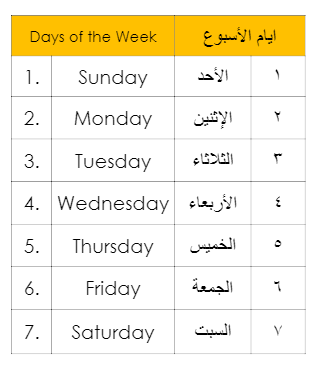 Days of the Week ايام الأسبوع
1. Sunday الأحد ١
2. Monday الإثنين ٢
3. Tuesday الثلاثاء ٣
4. Wednesday الأربعاء ٤
5. Thursday الخميس ٥
6. Friday الجمعة ٦
7. Saturday السبت ٧